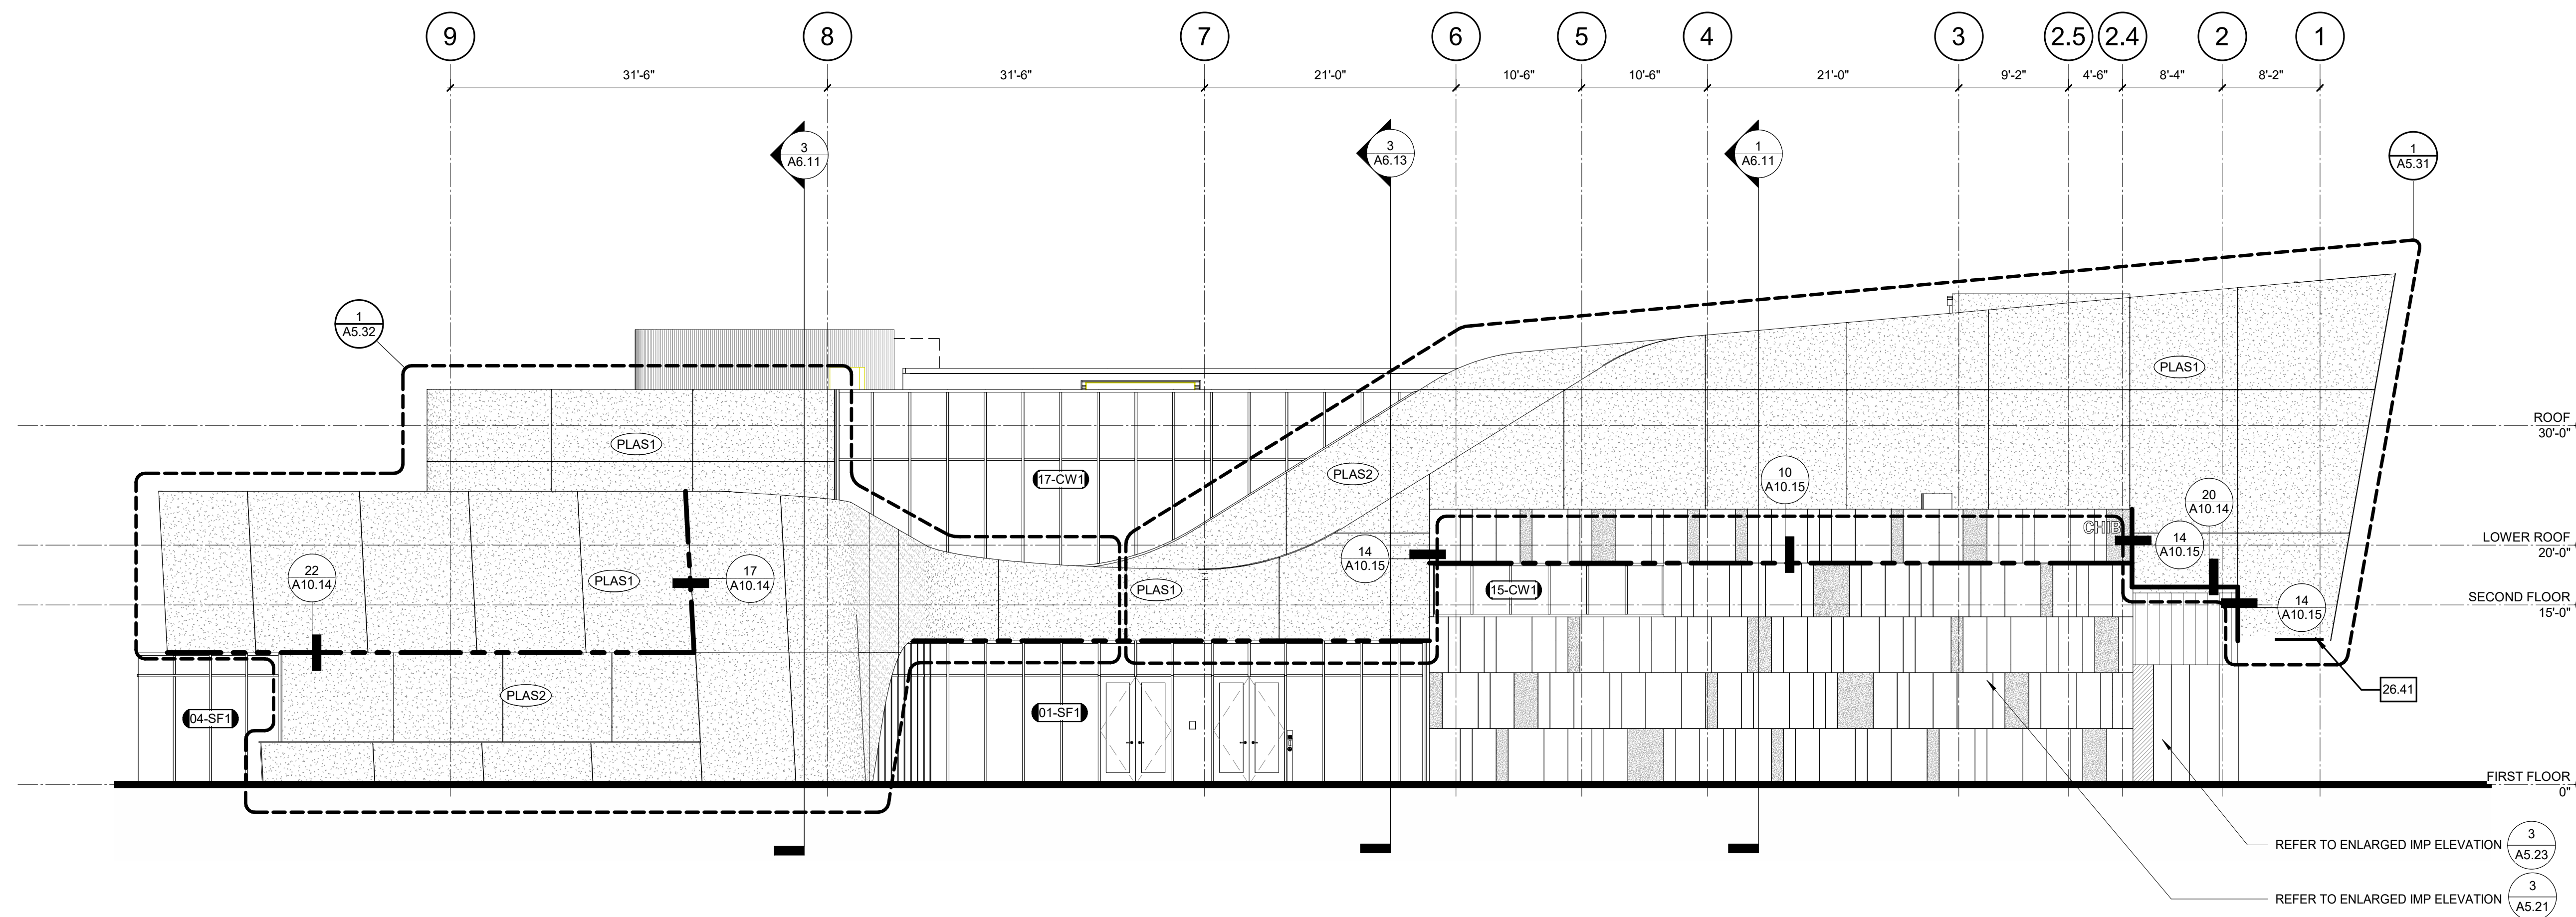 9 8 7 6 5 4 3 2.5 2.4 2 1
31'-6" 31'-6" 21'-0" 10'-6" 10'-6" 21'-0" 9'-2" 4'-6" 8'-4" 8'-2"
3
A6.11
3
A6.13
1
A6.11
1
A5.31
1
A5.32
PLAS1
PLAS1
ROOF
30'-0"
17-CW1
PLAS2
10
A10.15
20
A10.14
CHIB
14
A10.15
14
A10.15
LOWER ROOF
20'-0"
22
A10.14
PLAS1
17
A10.14
PLAS1
15-CW1
14
A10.15
SECOND FLOOR
15'-0"
26.41
PLAS2
04-SF1
01-SF1
FIRST FLOOR
0"
REFER TO ENLARGED IMP ELEVATION
3
A5.23
REFER TO ENLARGED IMP ELEVATION
3
A5.21